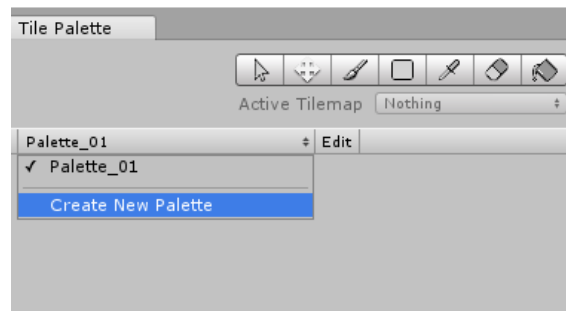 Tile Palette
Active Tilemap Nothing
Palette_01 Edit
✓ Palette_01
Create New Palette